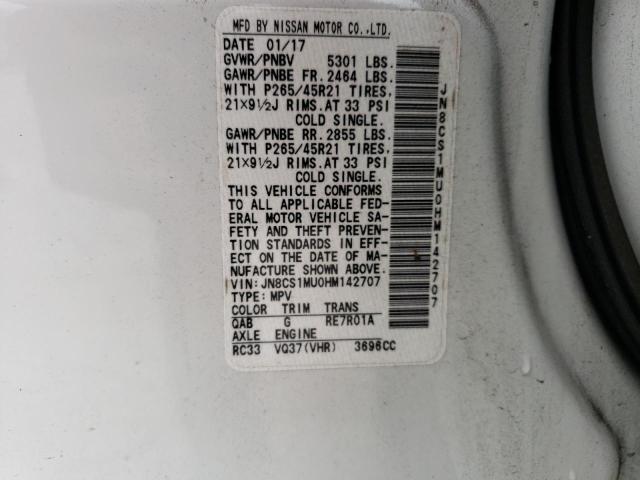 MFD BY NISSAN MOTOR CO.,LTD.
DATE 01/17
GVWR/PNBV 5301 LBS.
GAWR/PNBE FR. 2464 LBS.
WITH P265/45R21 TIRES,
21×9½J RIMS.AT 33 PSI
COLD SINGLE.
GAWR/PNBE RR. 2855 LBS.
WITH P265/45R21 TIRES,
21×9½J RIMS.AT 33 PSI
COLD SINGLE.
THIS VEHICLE CONFORMS
TO ALL APPLICABLE FED-
ERAL MOTOR VEHICLE SA-
FETY AND THEFT PREVEN-
TION STANDARDS IN EFF-
ECT ON THE DATE OF MA-
NUFACTURE SHOWN ABOVE.
VIN: JN8CS1MU0HM142707
TYPE: MPV
COLOR TRIM TRANS
QAB G RE7R01A
AXLE ENGINE
RC33 VQ37(VHR) 3696CC
JN8CS1MU0HM142707